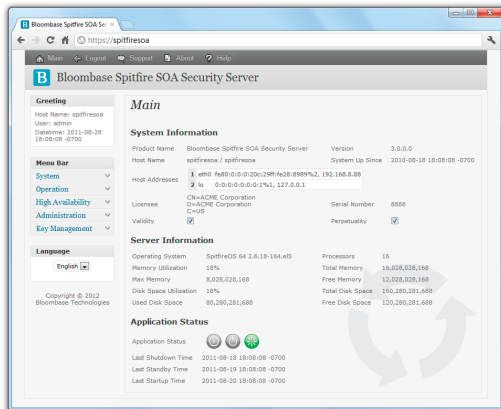 Bloombase Spitfire SOA Sec
https://spitfiresoa
Main Logout Support About Help
B Bloombase Spitfire SOA Security Server
Greeting
Host Name: spitfiresoa
User: admin
Datetime: 2011-08-28
18:08:08 -0700
Menu Bar
System
Operation
High Availability
Administration
Key Management
Language
English
Copyright © 2012
Bloombase Technologies
Main
System Information
Product Name Bloombase Spitfire SOA Security Server Version 3.0.0.0
Host Name spitfiresoa / spitfiresoa System Up Since 2010-08-18 18:08:08 -0700
Host Addresses
1 eth0 fe80:0:0:0:20c:29ff:fe28:8989%2, 192.168.8.88
2 lo 0:0:0:0:0:0:0:1%1, 127.0.0.1
Licensee CN=ACME Corporation
O=ACME Corporation Serial Number 8888
C=US
Validity Perpetuality
Server Information
Operating System SpitfireOS 64 2.6.18-164.el5 Processors 16
Memory Utilization 18% Total Memory 16,028,028,168
Max Memory 8,028,028,168 Free Memory 12,028,028,168
Disk Space Utilization 18% Total Disk Space 160,280,281,688
Used Disk Space 80,280,281,688 Free Disk Space 120,280,281,688
Application Status
Application Status
Last Shutdown Time 2011-08-18 18:08:08 -0700
Last Standby Time 2011-08-19 18:08:08 -0700
Last Startup Time 2011-08-20 18:08:08 -0700